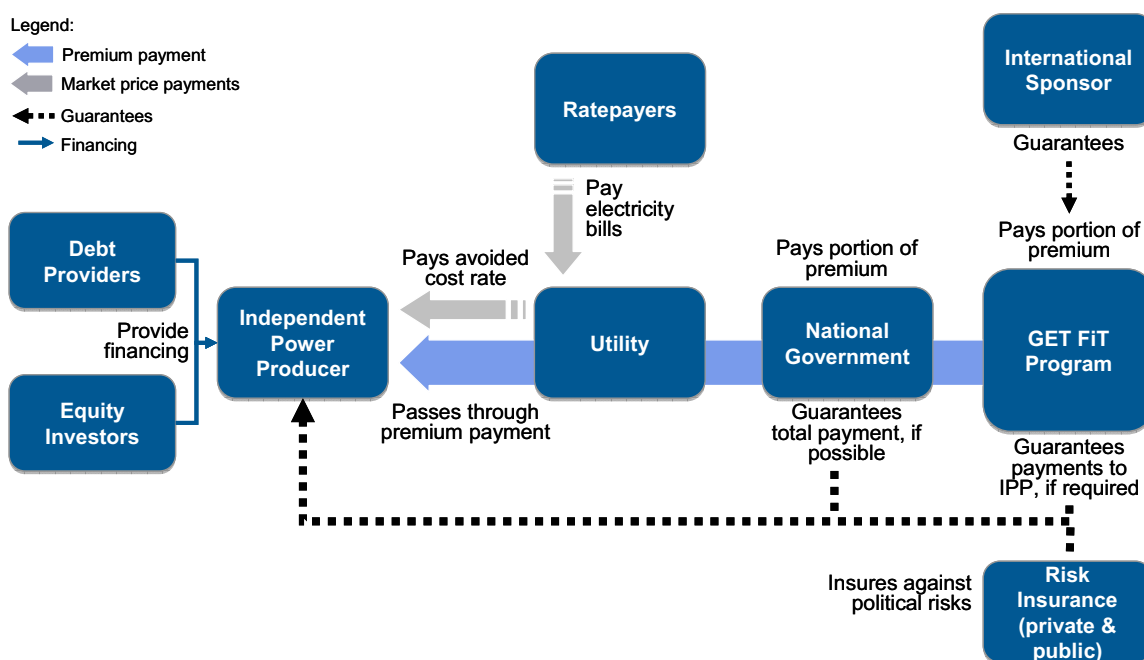 Legend:
Premium payment
Market price payments
Guarantees
Financing
International
Sponsor
Ratepayers
Guarantees
Pay
electricity
bills
Debt
Providers
Pays portion of
premium
Pays portion of
premium
Pays avoided
cost rate
Provide
financing
Independent
Power
Producer
Utility
National
Government
GET FiT
Program
Equity
Investors
Passes through
premium payment
Guarantees
total payment, if
possible
Guarantees
payments to
IPP, if required
Insures against
political risks
Risk
Insurance
(private &
public)